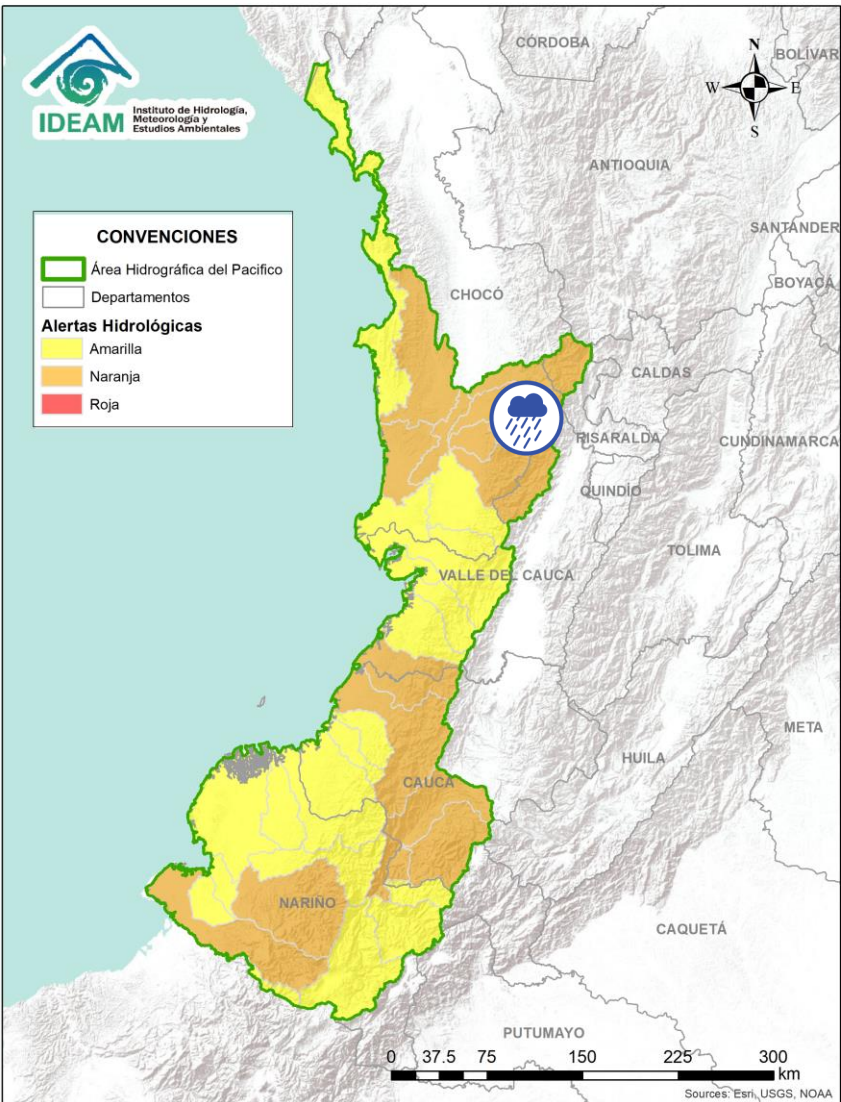 IDEAM
Instituto de Hidrología,
Meteorología y
Estudios Ambientales
CÓRDOBA
BOLÍVAR
N
W
E
S
ANTIOQUIA
SANTANDER
CONVENCIONES
Área Hidrográfica del Pacifico
Departamentos
Alertas Hidrológicas
Amarilla
Naranja
Roja
BOYACÁ
CHOCÓ
CALDAS
RISARALDA
CUNDINAMARCA
QUINDÍO
TOLIMA
VALLE DEL CAUCA
META
HUILA
CAUCA
NARIÑO
CAQUETÁ
PUTUMAYO
0 37.5 75 150 225 300
km
Sources: Esri, USGS, NOAA